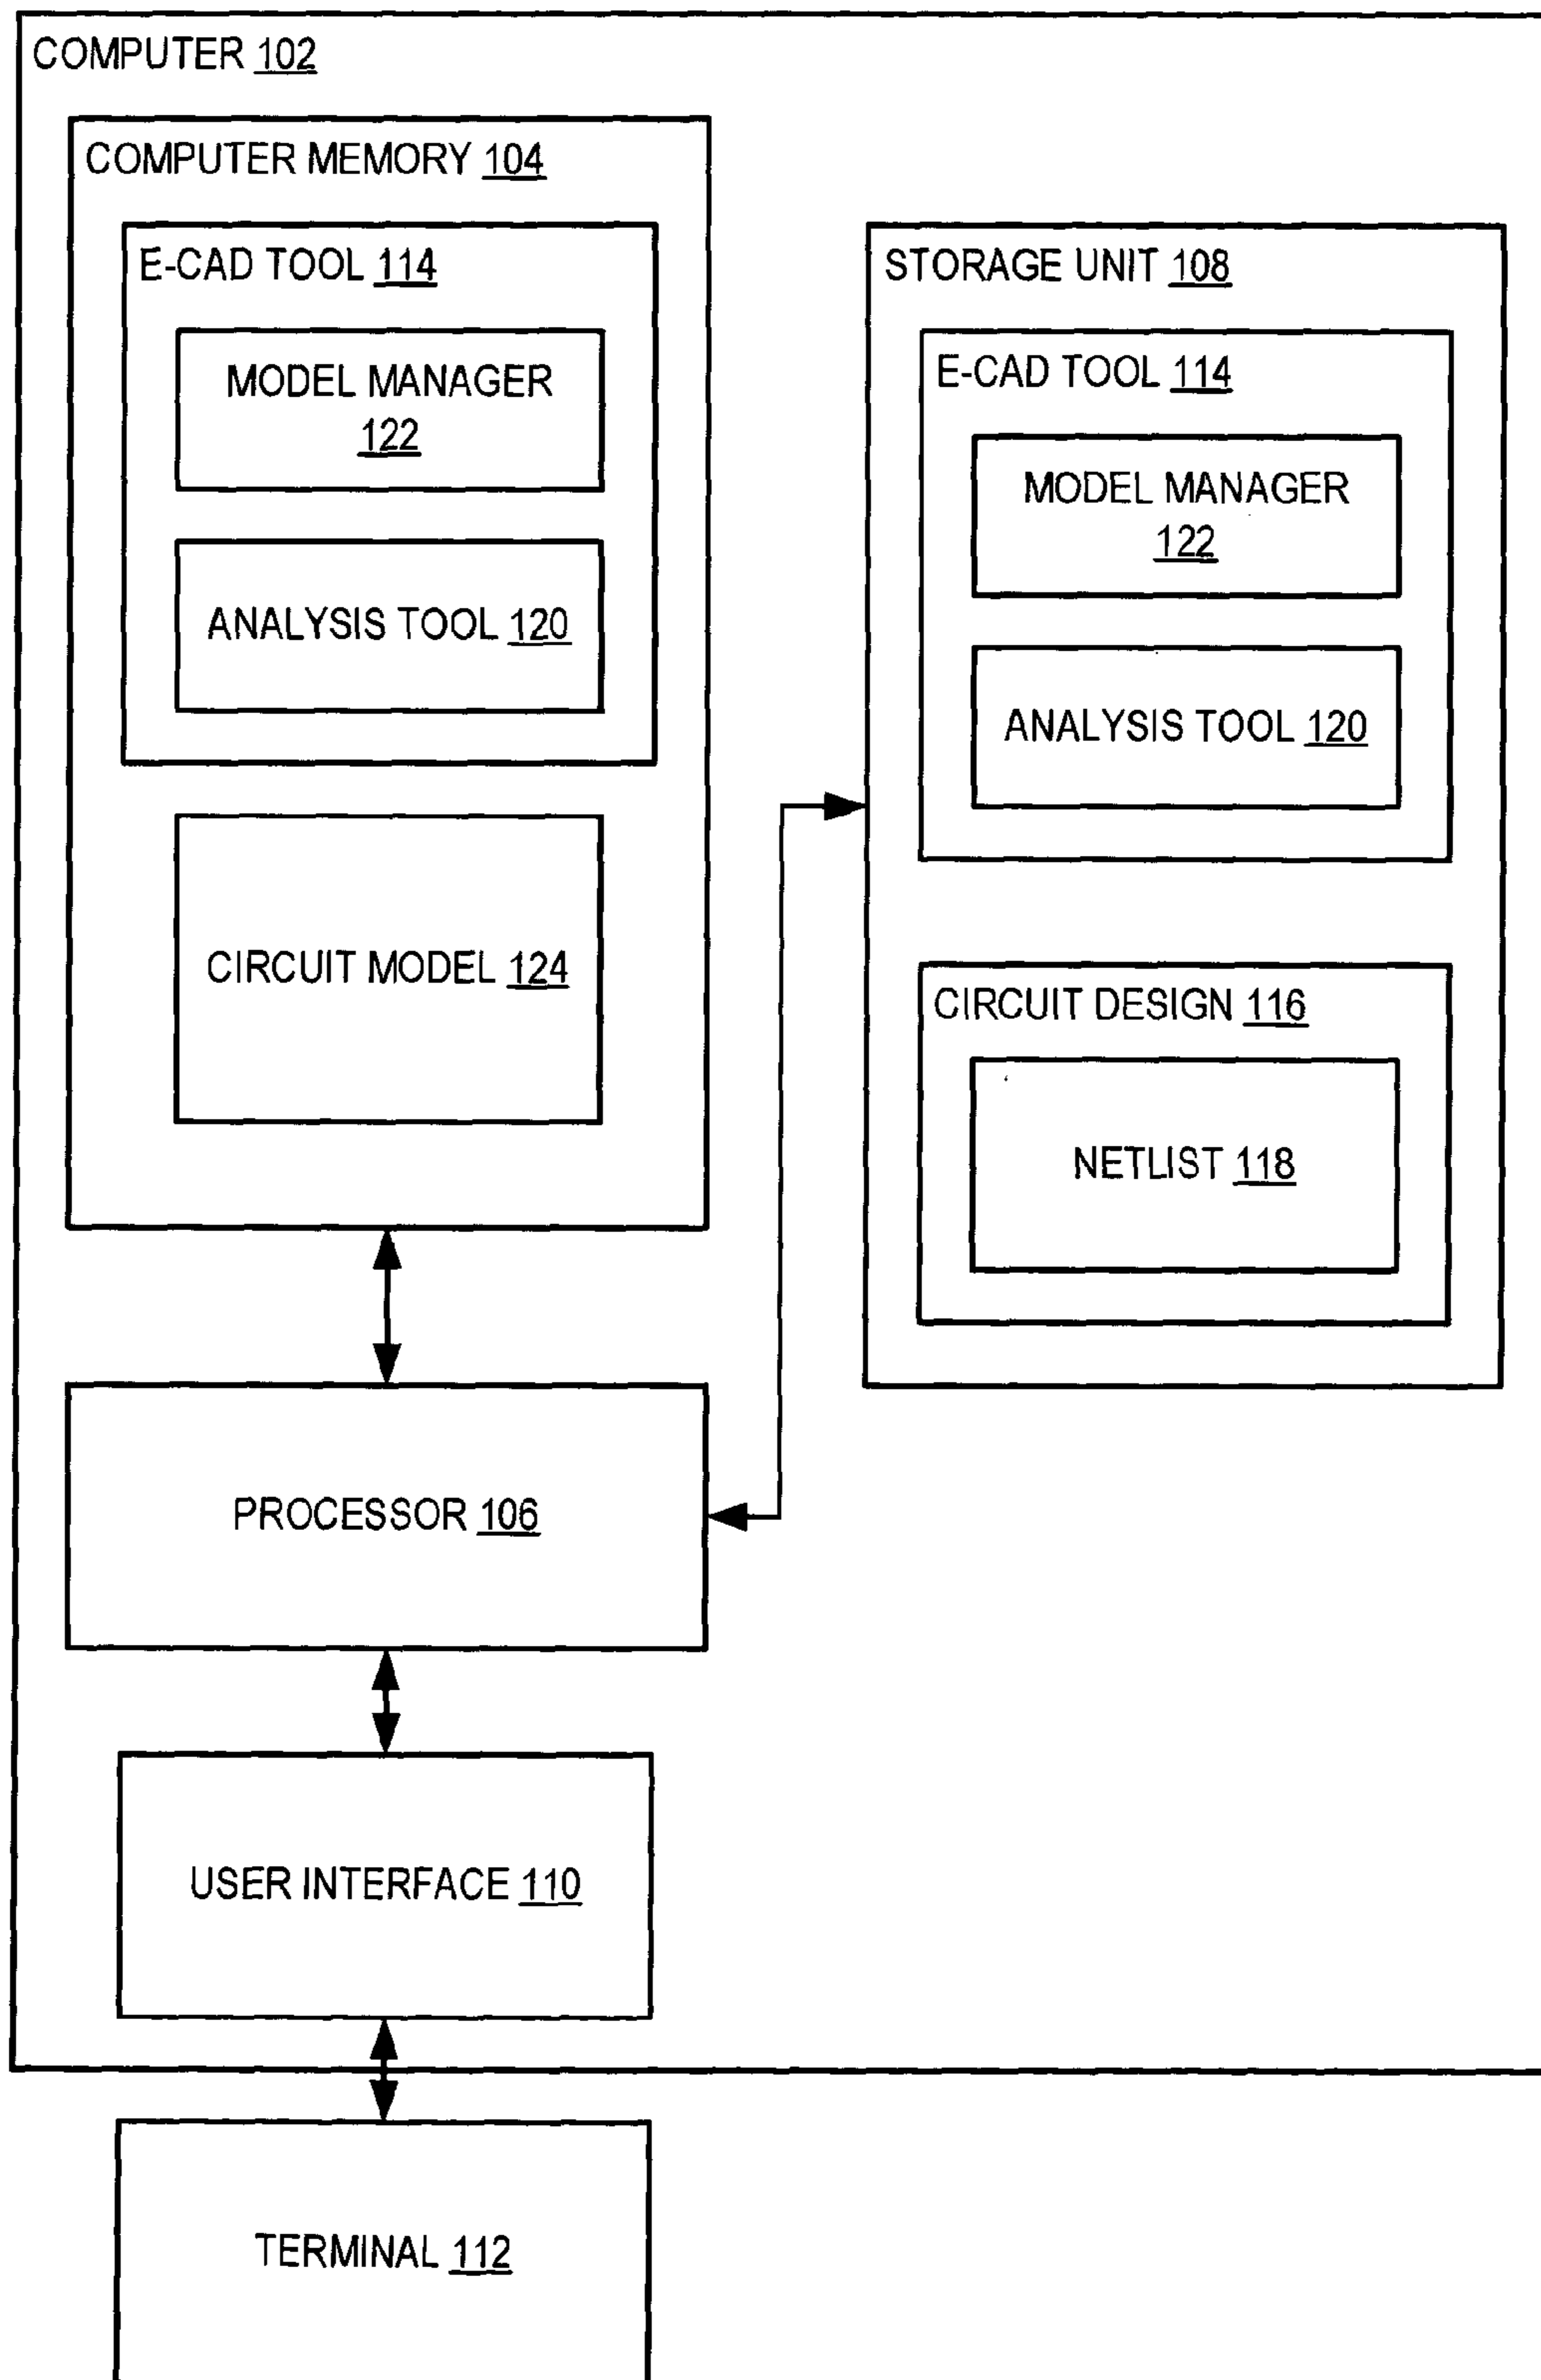 COMPUTER 102
COMPUTER MEMORY 104
E-CAD TOOL 114
MODEL MANAGER
122
ANALYSIS TOOL 120
CIRCUIT MODEL 124
STORAGE UNIT 108
E-CAD TOOL 114
MODEL MANAGER
122
ANALYSIS TOOL 120
CIRCUIT DESIGN 116
NETLIST 118
PROCESSOR 106
USER INTERFACE 110
TERMINAL 112